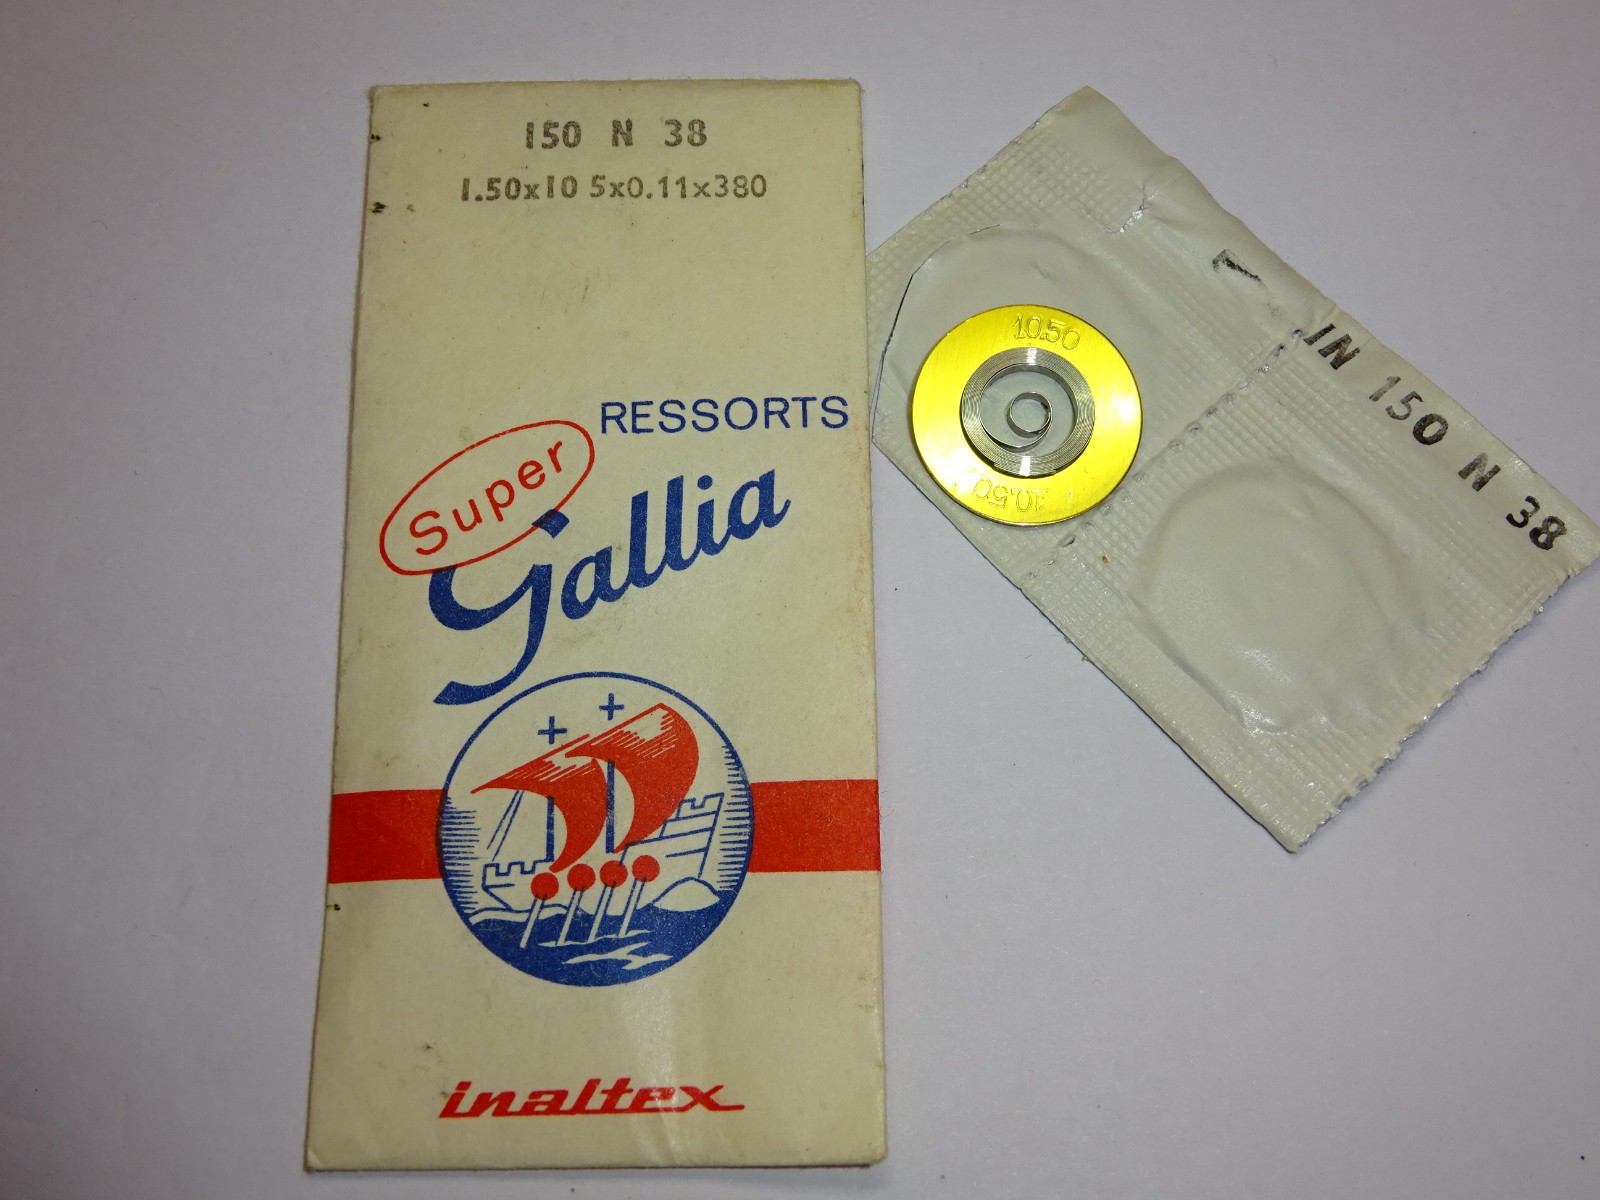 150 N 38
1.50x10 5x0.11x380
RESSORTS
Super
Gallia
inaltex
10.50
10.50
IN 150 N 38